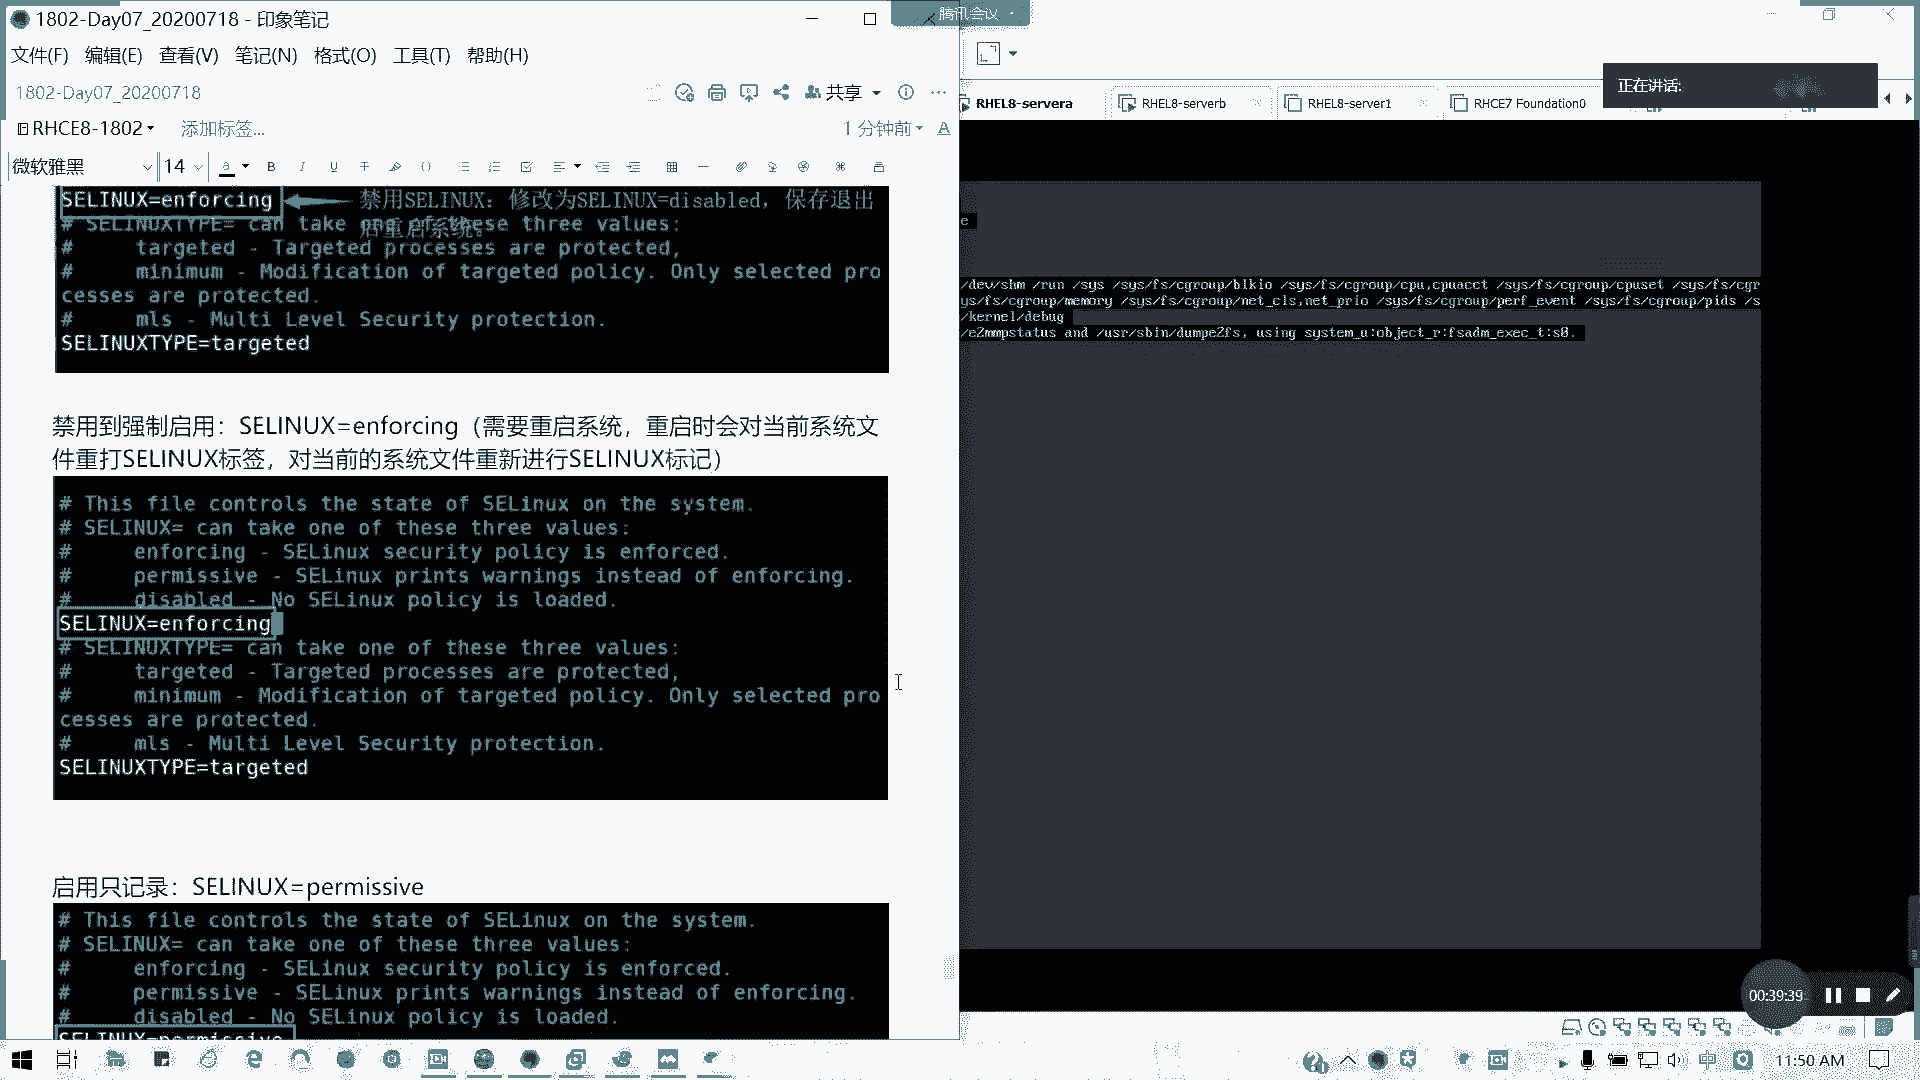 1802-Day07_20200718 - 印象笔记
腾讯会议
文件(F) 编辑(E) 查看(V) 笔记(N) 格式(O) 工具(T) 帮助(H)
1802-Day07_20200718
共享
正在讲话:
RHEL8-servera
RHEL8-serverb
RHEL8-server1
RHCE7 Foundation0
RHCE8-1802
添加标签...
1 分钟前
微软雅黑
14
SELINUX=enforcing
禁用SELINUX: 修改为SELINUX=disabled, 保存退出
后重启系统。
# SELINUXTYPE= can take one of these three values:
# targeted - Targeted processes are protected,
# minimum - Modification of targeted policy. Only selected pro
cesses are protected.
# mls - Multi Level Security protection.
SELINUXTYPE=targeted
禁用到强制启用：SELINUX=enforcing（需要重启系统，重启时会对当前系统文
件重打SELINUX标签，对当前的系统文件重新进行SELINUX标记）
# This file controls the state of SELinux on the system.
# SELINUX= can take one of these three values:
# enforcing - SELinux security policy is enforced.
# permissive - SELinux prints warnings instead of enforcing.
# disabled - No SELinux policy is loaded.
SELINUX=enforcing
# SELINUXTYPE= can take one of these three values:
# targeted - Targeted processes are protected,
# minimum - Modification of targeted policy. Only selected pro
cesses are protected.
# mls - Multi Level Security protection.
SELINUXTYPE=targeted
启用只记录：SELINUX=permissive
# This file controls the state of SELinux on the system.
# SELINUX= can take one of these three values:
# enforcing - SELinux security policy is enforced.
# permissive - SELinux prints warnings instead of enforcing.
# disabled - No SELinux policy is loaded.
SELINUX=permissive
e
/dev/shm /run /sys /sys/fs/cgroup/blkio /sys/fs/cgroup/cpu,cpuacct /sys/fs/cgroup/cpuset /sys/fs/cgr
ys/fs/cgroup/memory /sys/fs/cgroup/net_cls,net_prio /sys/fs/cgroup/perf_event /sys/fs/cgroup/pids /s
/kernel/debug
/e2mmpstatus and /usr/sbin/dumpe2fs, using system_u:object_r:fsadm_exec_t:s0.
00:39:39
中
11:50 AM